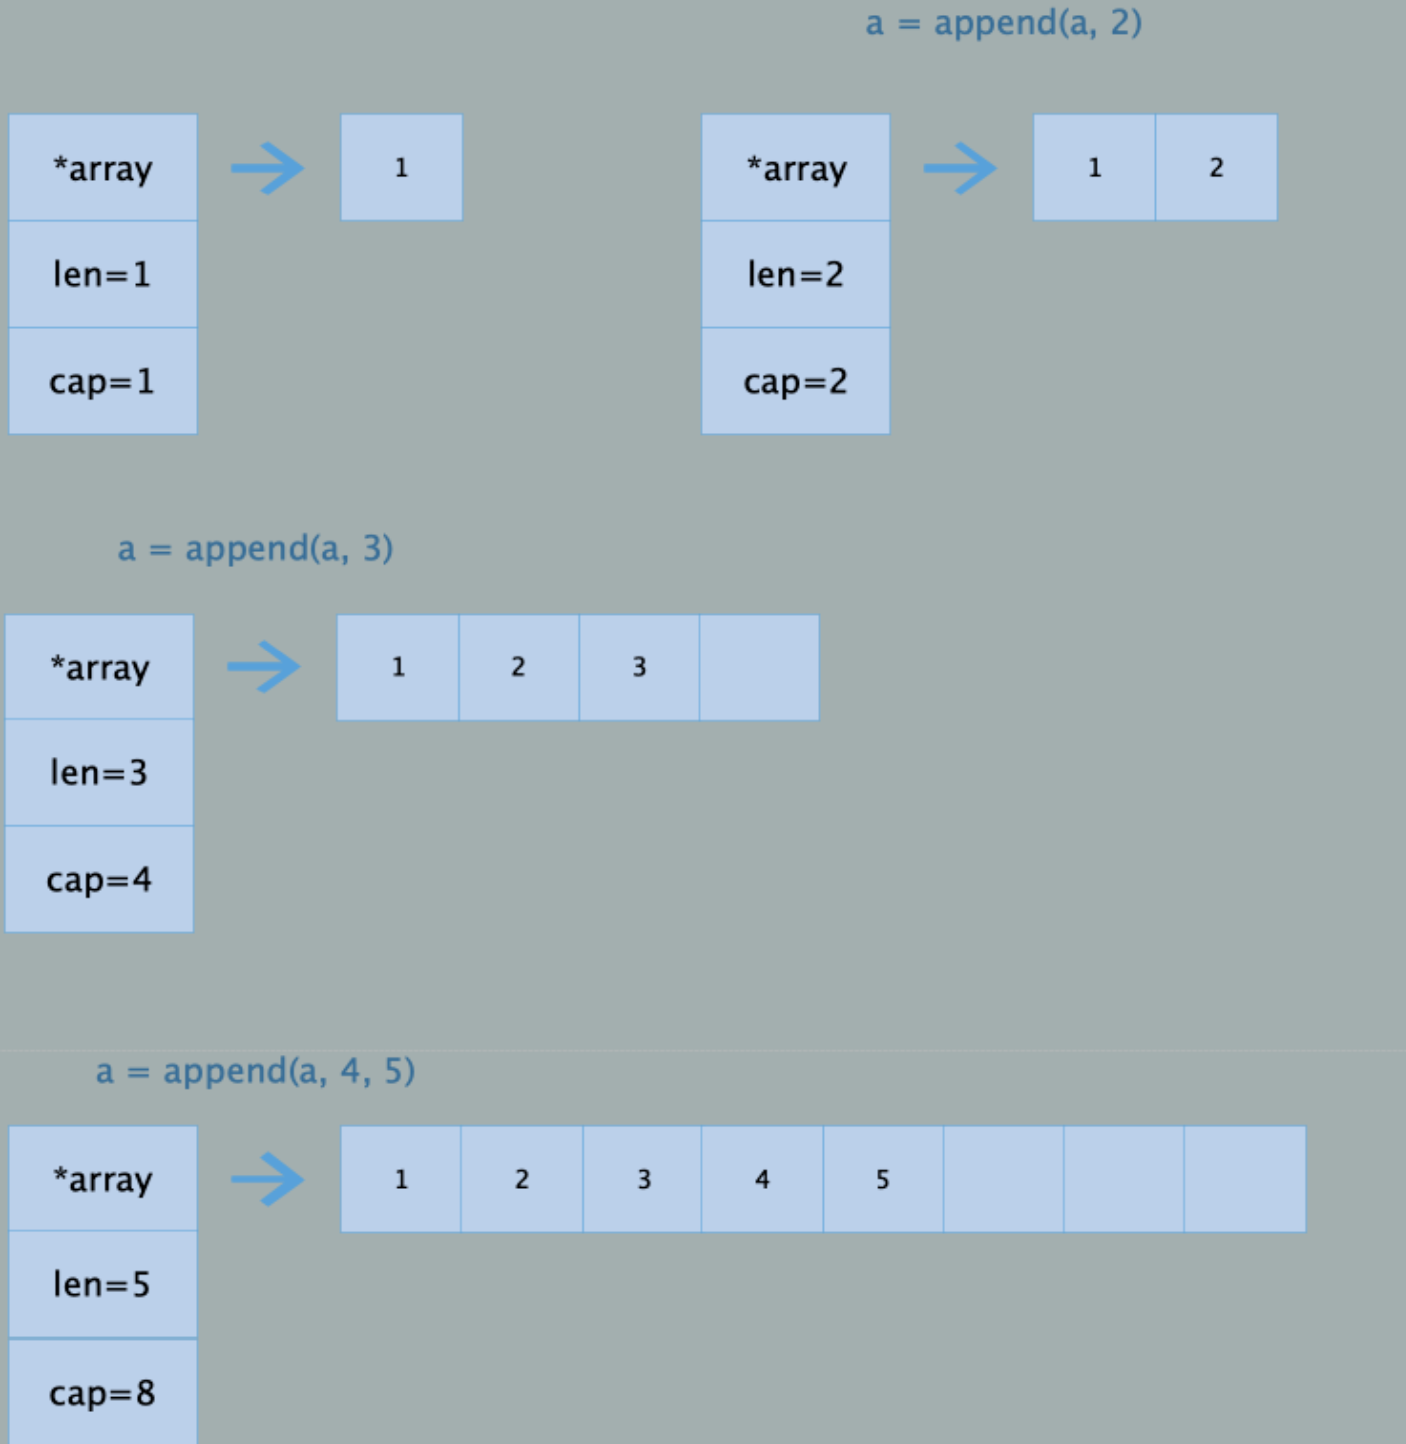 a = append(a, 2)
*array
1
*array
1
2
len=1
len=2
cap=1
cap=2
a = append(a, 3)
*array
1
2
3
len=3
cap=4
a = append(a, 4, 5)
*array
1
2
3
4
5
len=5
cap=8